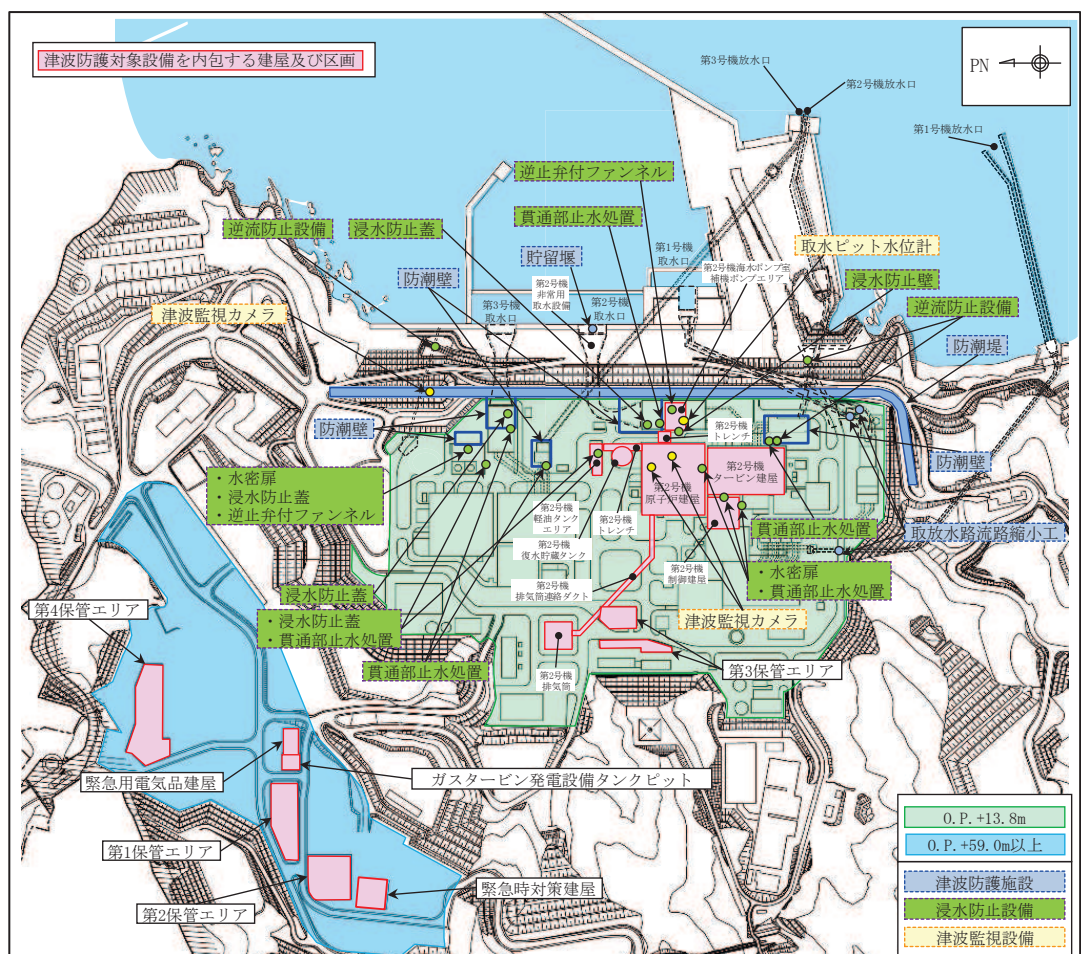 津波防護対象設備を内包する建屋及び区画
PN
第3号機放水口
第2号機放水口
第1号機放水口
逆止弁付ファンネル
貫通部止水処置
逆流防止設備
浸水防止蓋
防潮壁
津波監視カメラ
貯留堰
第2号機
非常用
取水設備
第3号機
取水口
第2号機
取水口
第1号機
取水口
第2号機海水ポンプ室
補機ポンプエリア
取水ピット水位計
浸水防止壁
逆流防止設備
防潮堤
防潮壁
・水密扉
・浸水防止蓋
・逆止弁付ファンネル
第2号機
トレンチ
第2号機
タービン建屋
第2号機
原子炉建屋
防潮壁
第2号機
軽油タンク
エリア
第2号機
トレンチ
第2号機
復水貯蔵タンク
第2号機
排気筒連絡ダクト
第2号機
制御建屋
貫通部止水処置
取放水路流路縮小工
・水密扉
・貫通部止水処置
浸水防止蓋
・浸水防止蓋
・貫通部止水処置
貫通部止水処置
津波監視カメラ
第2号機
排気筒
第3保管エリア
第4保管エリア
緊急用電気品建屋
ガスタービン発電設備タンクピット
第1保管エリア
第2保管エリア
緊急時対策建屋
O.P.+13.8m
O.P.+59.0m以上
津波防護施設
浸水防止設備
津波監視設備